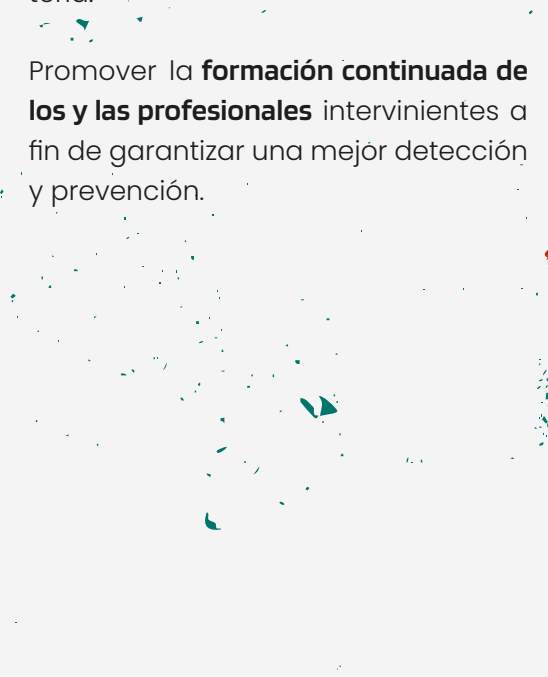 Promover la formación continuada de
los y las profesionales intervinientes a
fin de garantizar una mejor detección
y prevención.